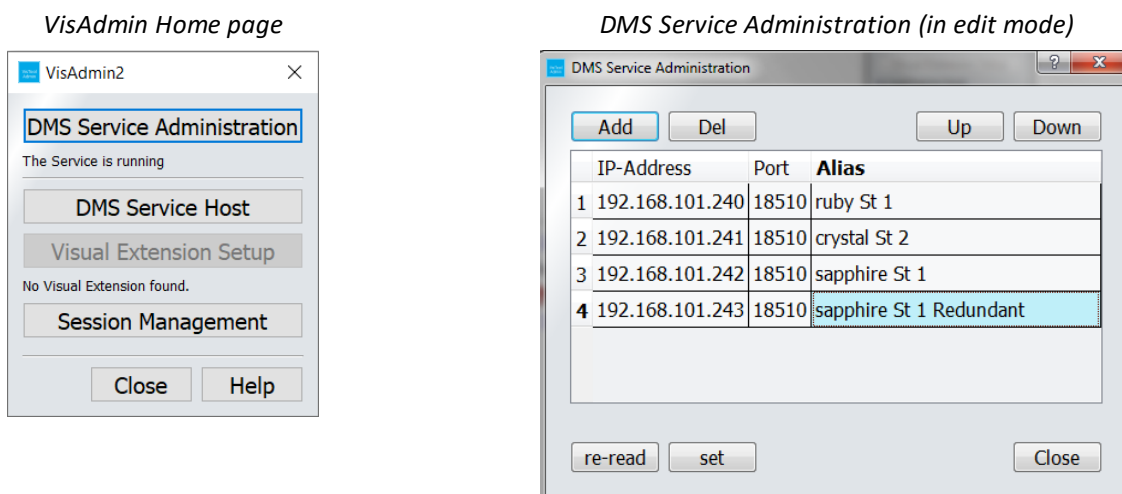 VisAdmin Home page
DMS Service Administration (in edit mode)
VisAdmin2
DMS Service Administration
The Service is running
DMS Service Host
Visual Extension Setup
No Visual Extension found.
Session Management
Close Help
DMS Service Administration
Add Del Up Down
IP-Address Port Alias
1 192.168.101.240 18510 ruby St 1
2 192.168.101.241 18510 crystal St 2
3 192.168.101.242 18510 sapphire St 1
4 192.168.101.243 18510 sapphire St 1 Redundant
re-read set Close